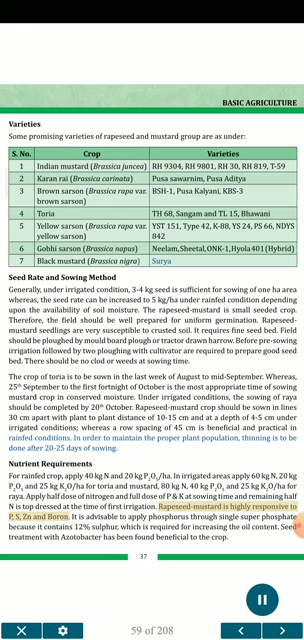 BASIC AGRICULTURE
Varieties
Some promising varieties of rapeseed and mustard group are as under:
S. No. Crop Varieties
1 Indian mustard (Brassica juncea) RH 9304, RH 9801, RH 30, RH 819, T-59
2 Karan rai (Brassica carinata) Pusa sawarnim, Pusa Aditya
3 Brown sarson (Brassica rapa var. BSH-1, Pusa Kalyani, KBS-3
brown sarson)
4 Toria TH 68, Sangam and TL 15, Bhawani
5 Yellow sarson (Brassica rapa var. YST 151, Type 42, K-88, YS 24, PS 66, NDYS
yellow sarson) 842
6 Gobhi sarson (Brassica napus) Neelam, Sheetal, ONK-1, Hyola 401 (Hybrid)
7 Black mustard (Brassica nigra) Surya
Seed Rate and Sowing Method
Generally, under irrigated condition, 3-4 kg seed is sufficient for sowing of one ha area
whereas, the seed rate can be increased to 5 kg/ha under rainfed condition depending
upon the availability of soil moisture. The rapeseed-mustard is small seeded crop.
Therefore, the field should be well prepared for uniform germination. Rapeseed-
mustard seedlings are very susceptible to crusted soil. It requires fine seed bed. Field
should be ploughed by mould board plough or tractor drawn harrow. Before pre-sowing
irrigation followed by two ploughing with cultivator are required to prepare good seed
bed. There should be no clod or weeds at sowing time.
The crop of toria is to be sown in the last week of August to mid-September. Whereas,
25th September to the first fortnight of October is the most appropriate time of sowing
mustard crop in conserved moisture. Under irrigated conditions, the sowing of raya
should be completed by 20th October. Rapeseed-mustard crop should be sown in lines
30 cm apart with plant to plant distance of 10-15 cm and at a depth of 4-5 cm under
irrigated conditions; whereas a row spacing of 45 cm is beneficial and practical in
rainfed conditions. In order to maintain the proper plant population, thinning is to be
done after 20-25 days of sowing.
Nutrient Requirements
For rainfed crop, apply 40 kg N and 20 kg P2O5/ha. In irrigated areas apply 60 kg N, 20 kg
P2O5 and 25 kg K2O/ha for toria and mustard, 80 kg N, 40 kg P2O5 and 25 kg K2O/ha for
raya. Apply half dose of nitrogen and full dose of P & K at sowing time and remaining half
N is top dressed at the time of first irrigation. Rapeseed-mustard is highly responsive to
P, S, Zn and Boron. It is advisable to apply phosphorus through single super phosphate
because it contains 12% sulphur, which is required for increasing the oil content. Seed
treatment with Azotobacter has been found beneficial to the crop.
37
59 of 208